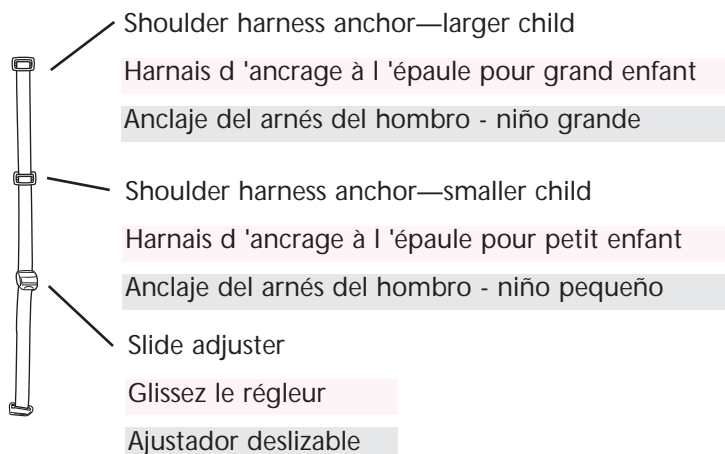 Shoulder harness anchor—larger child
Harnais d 'ancrage à l 'épaule pour grand enfant
Anclaje del arnés del hombro - niño grande
Shoulder harness anchor—smaller child
Harnais d 'ancrage à l 'épaule pour petit enfant
Anclaje del arnés del hombro - niño pequeño
Slide adjuster
Glissez le régleur
Ajustador deslizable